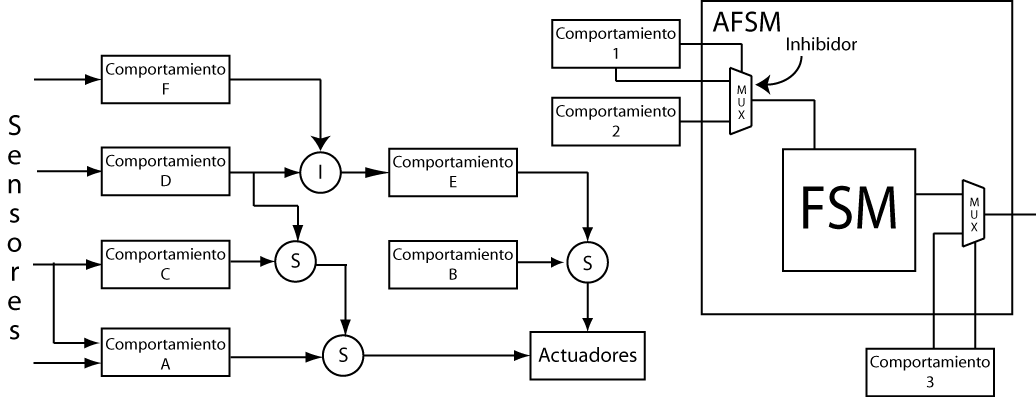 Sensores
Comportamiento
F
Comportamiento
D
I
Comportamiento
E
Comportamiento
C
S
Comportamiento
B
S
Comportamiento
A
S
Actuadores
AFSM
Comportamiento
1
Inhibidor
MUX
Comportamiento
2
FSM
MUX
Comportamiento
3